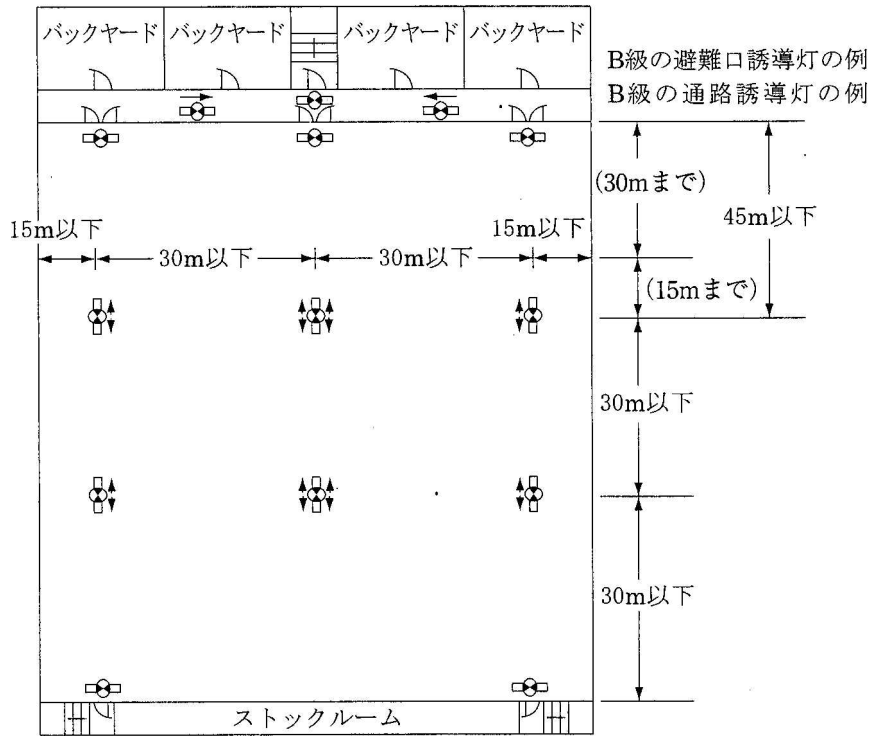 バックヤード
バックヤード
バックヤード
バックヤード
B級の避難口誘導灯の例
B級の通路誘導灯の例
(30mまで)
45m以下
15m以下
30m以下
30m以下
15m以下
(15mまで)
30m以下
30m以下
ストックルーム